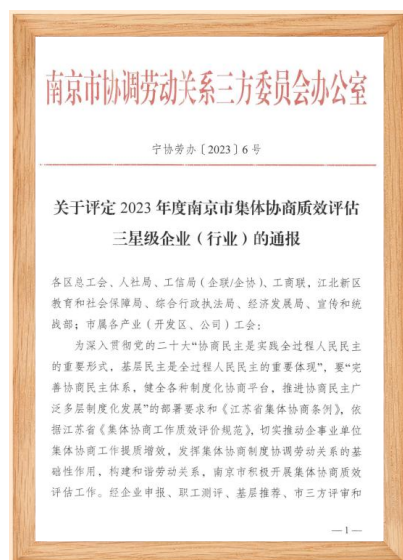 南京市协调劳动关系三方委员会办公室
宁协劳办〔2023〕6号
关于评定2023年度南京市集体协商质效评估
三星级企业（行业）的通报
各区总工会、人社局、工信局（企联/企协）、工商联，江北新区
教育和社会保障局、综合行政执法局、经济发展局、宣传和统
战部；市属各产业（开发区、公司）工会：
为深入贯彻党的二十大“协商民主是实践全过程人民民主
的重要形式，基层民主是全过程人民民主的重要体现”，要“完
善协商民主体系，健全各种制度化协商平台，推进协商民主广
泛多层制度化发展”的部署要求和《江苏省集体协商条例》，依
据江苏省《集体协商工作质效评价规范》，切实推动企事业单位
集体协商工作提质增效，发挥集体协商制度协调劳动关系的基
础性作用，构建和谐劳动关系，南京市积极开展集体协商质效
评估工作。经企业申报、职工测评、基层推荐、市三方评审和
—1—